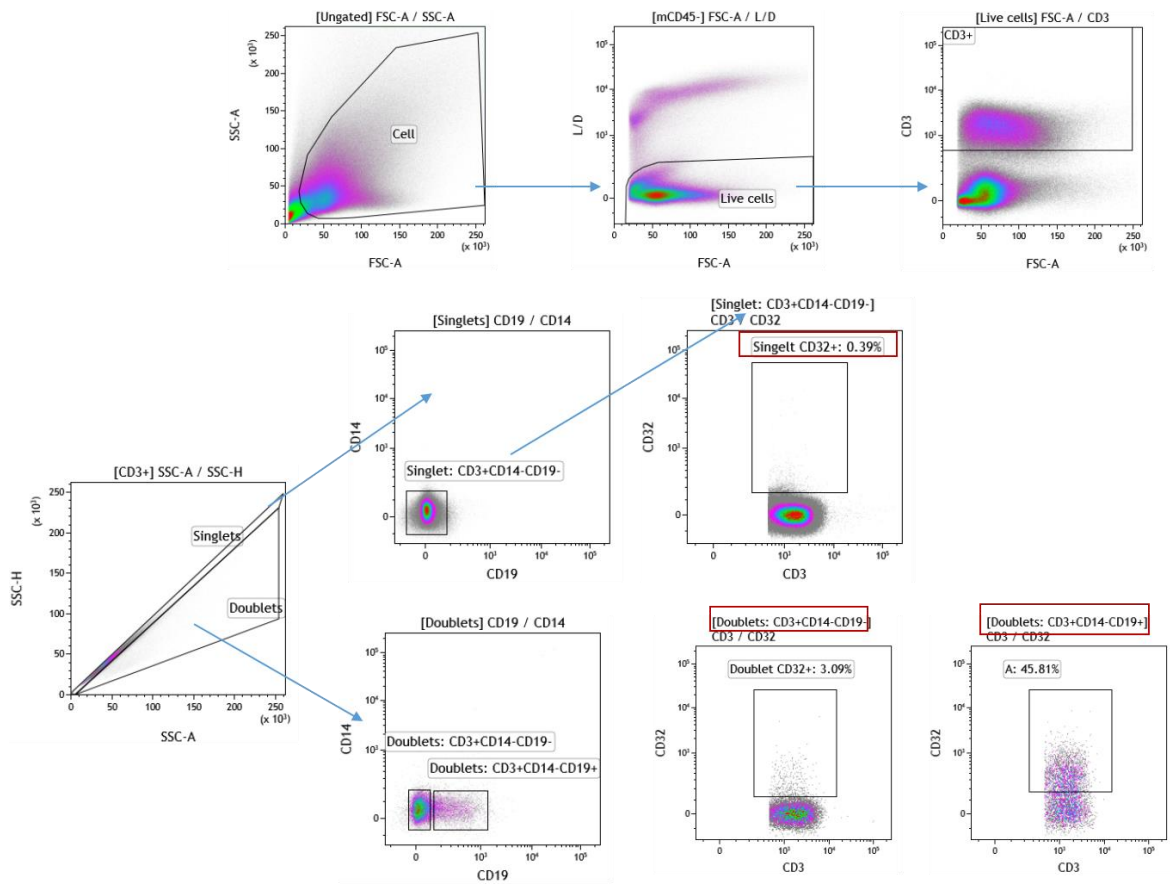 [Ungated] FSC-A / SSC-A
(x 10³)
250
200
150
100
50
0
SSC-A
Cell
0 50 100 150 200 250
(x 10³)
FSC-A
[mCD45-] FSC-A / L/D
10⁵
10⁴
10³
0
L/D
Live cells
0 50 100 150 200 250
(x 10³)
FSC-A
[Live cells] FSC-A / CD3
CD3+
10⁵
10⁴
10³
0
CD3
0 50 100 150 200 250
(x 10³)
FSC-A
[CD3+] SSC-A / SSC-H
(x 10³)
250
200
150
100
50
0
SSC-H
Singlets
Doublets
0 50 100 150 200 250
(x 10³)
SSC-A
[Singlets] CD19 / CD14
10⁵
10⁴
10³
0
CD14
Singlet: CD3+CD14-CD19-
0 10³ 10⁴ 10⁵
CD19
[Singlet: CD3+CD14-CD19-]
CD3 / CD32
Singelt CD32+: 0.39%
10⁵
10⁴
10³
0
CD32
0 10³ 10⁴ 10⁵
CD3
[Doublets] CD19 / CD14
10⁵
10⁴
10³
0
CD14
Doublets: CD3+CD14-CD19-
Doublets: CD3+CD14-CD19+
0 10³ 10⁴ 10⁵
CD19
[Doublets: CD3+CD14-CD19-]
CD3 / CD32
Doublet CD32+: 3.09%
10⁵
10⁴
10³
0
CD32
0 10³ 10⁴ 10⁵
CD3
[Doublets: CD3+CD14-CD19+]
CD3 / CD32
A: 45.81%
10⁵
10⁴
10³
0
CD32
0 10³ 10⁴ 10⁵
CD3